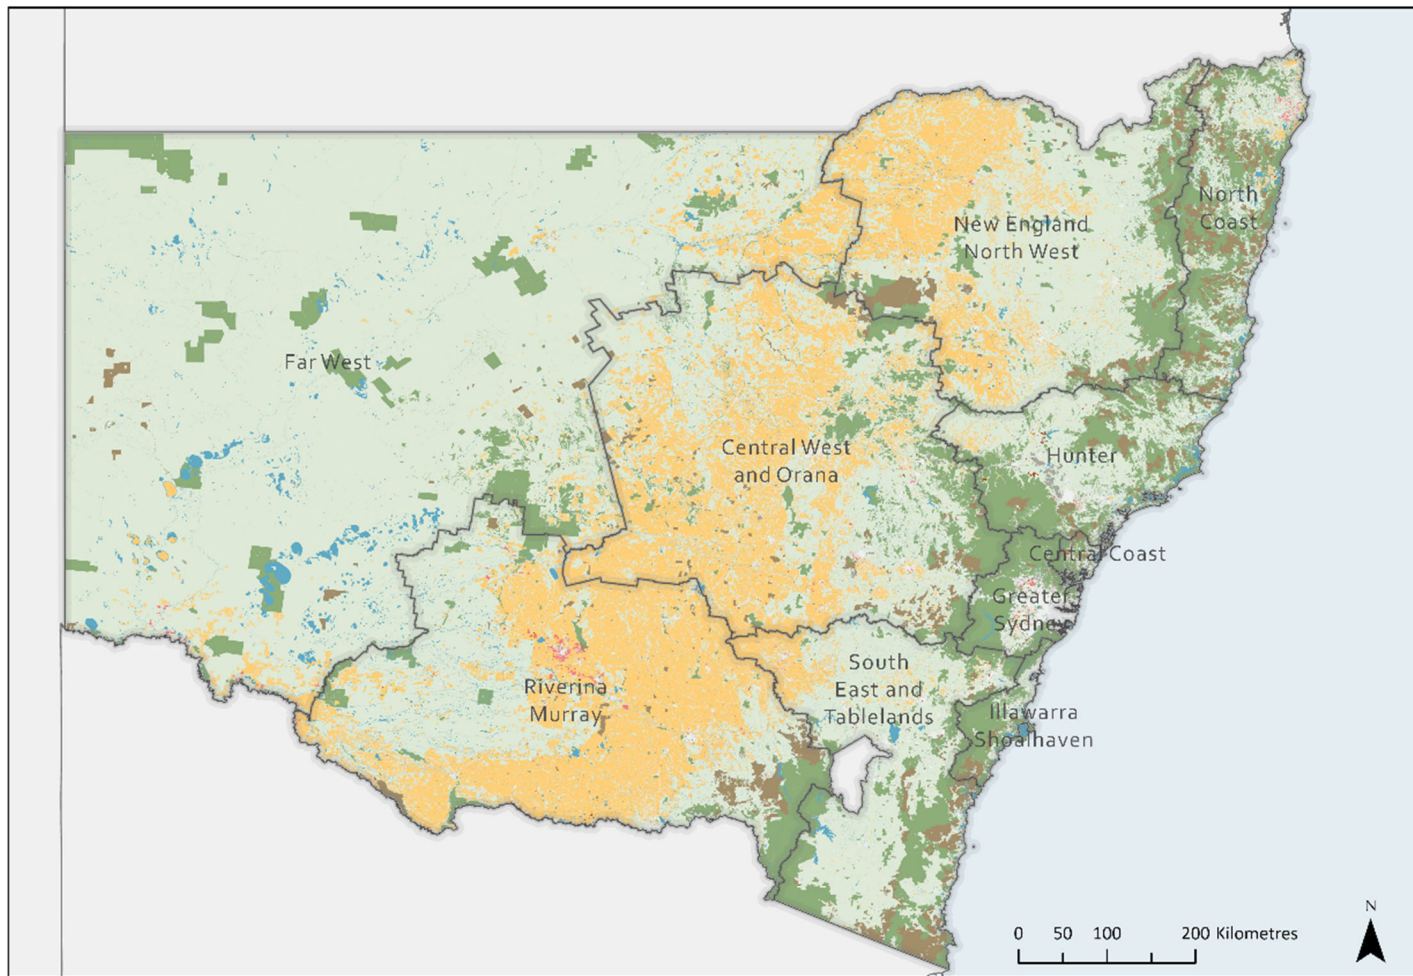 North
Coast
New England
North West
Far West
Central West
and Orana
Hunter
Central Coast
Greater
Sydney
South
East and
Tablelands
Riverina
Murray
Illawarra
Shoalhaven
N
0 50 100 200 Kilometres